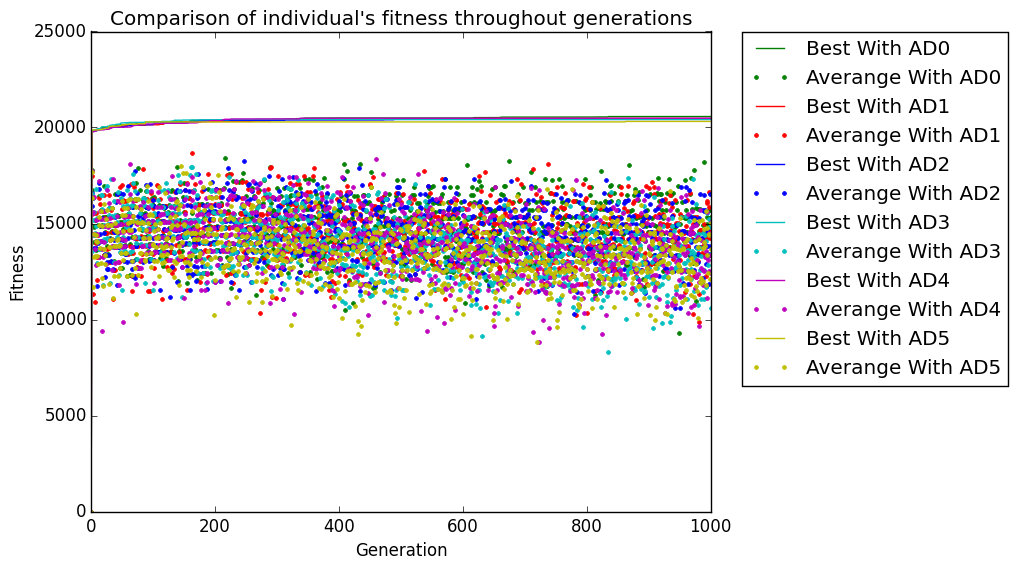 Comparison of individual's fitness throughout generations
25000
20000
15000
10000
5000
0
Fitness
0 200 400 600 800 1000
Generation
Best With AD0
Averange With AD0
Best With AD1
Averange With AD1
Best With AD2
Averange With AD2
Best With AD3
Averange With AD3
Best With AD4
Averange With AD4
Best With AD5
Averange With AD5